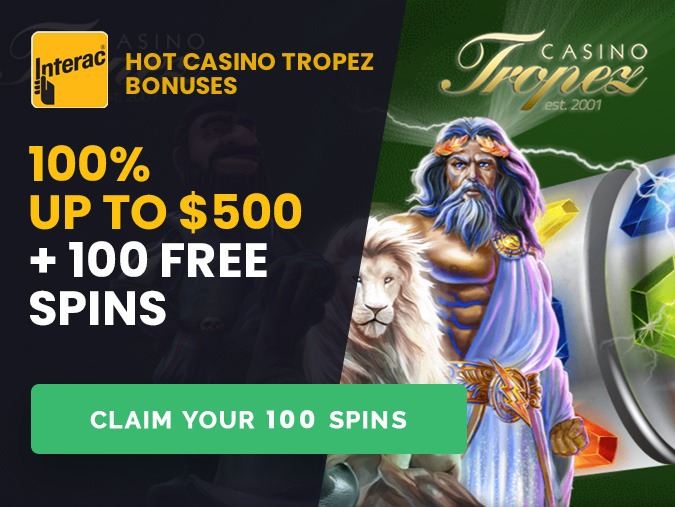 Interac®
HOT CASINO TROPEZ
BONUSES
CASINO
Tropez
est. 2001
100%
UP TO $500
+ 100 FREE
SPINS
CLAIM YOUR 100 SPINS